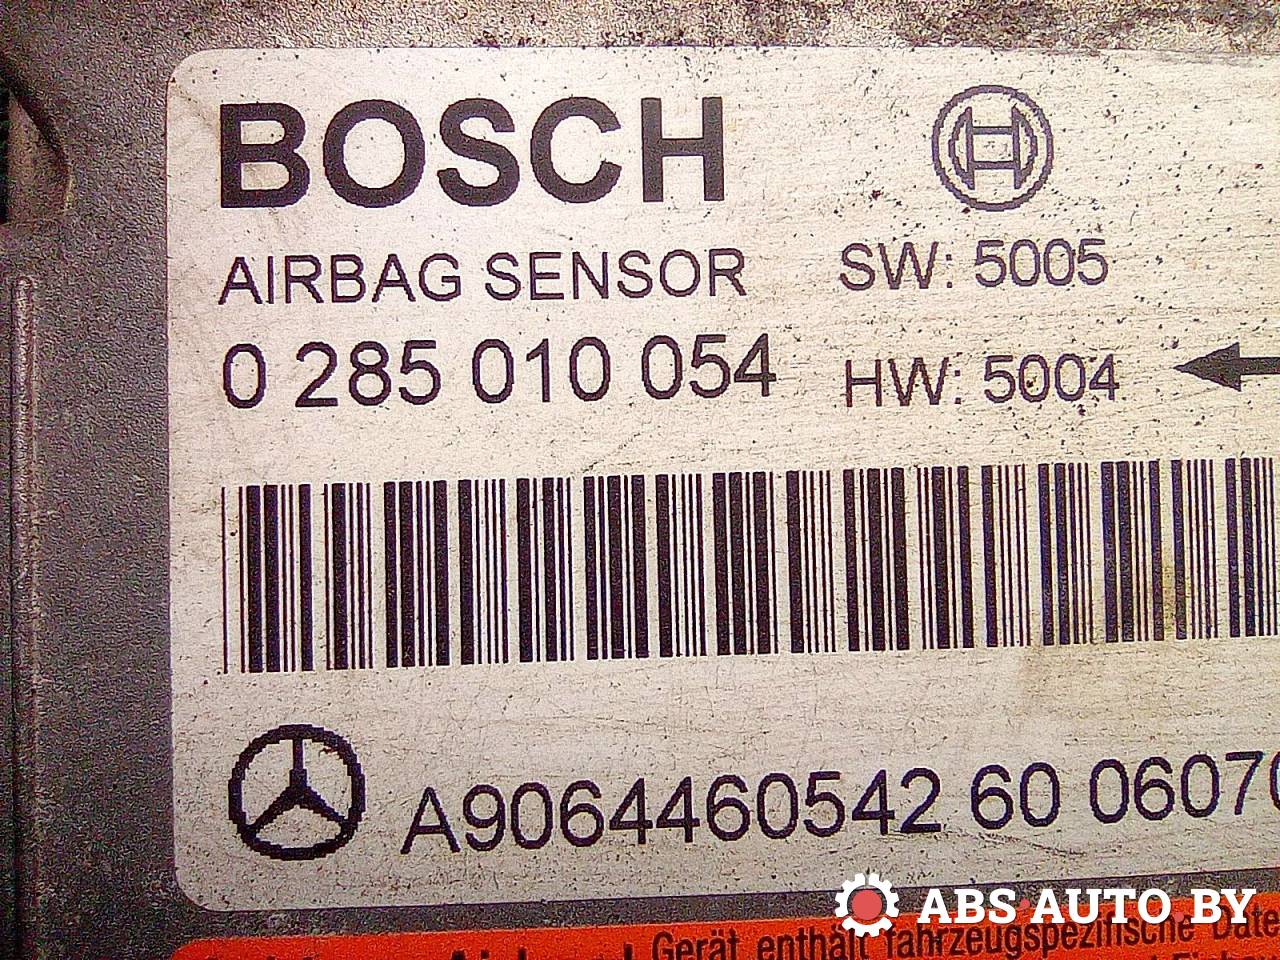 BOSCH
AIRBAG SENSOR SW: 5005
0 285 010 054 HW: 5004
A9064460542 60 0607
ABS AUTO BY
Gerät enthält fahrzeugspezifische Date